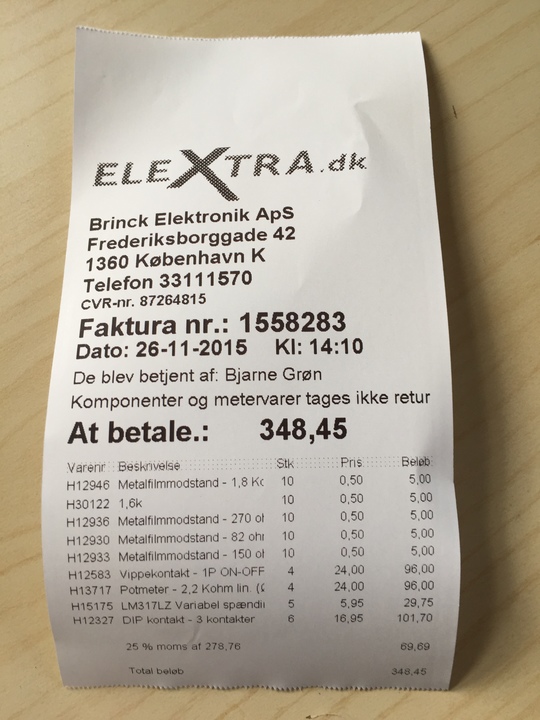 ELEXTRA.dk
Brinck Elektronik ApS
Frederiksborggade 42
1360 København K
Telefon 33111570
CVR-nr. 87264815
Faktura nr.: 1558283
Dato: 26-11-2015 Kl: 14:10
De blev betjent af: Bjarne Grøn
Komponenter og metervarer tages ikke retur
At betale.: 348,45
Varenr Beskrivelse Stk Pris Beløb
H12946 Metalfilmmodstand - 1,8 Kc 10 0,50 5,00
H30122 1,6k 10 0,50 5,00
H12936 Metalfilmmodstand - 270 oh 10 0,50 5,00
H12930 Metalfilmmodstand - 82 ohr 10 0,50 5,00
H12933 Metalfilmmodstand - 150 oh 10 0,50 5,00
H12583 Vippekontakt - 1P ON-OFF 4 24,00 96,00
H13717 Potmeter - 2,2 Kohm lin. 4 24,00 96,00
H15175 LM317LZ Variabel spændi 5 5,95 29,75
H12327 DIP kontakt - 3 kontakter 6 16,95 101,70
25 % moms af 278,76 69,69
Total beløb 348,45